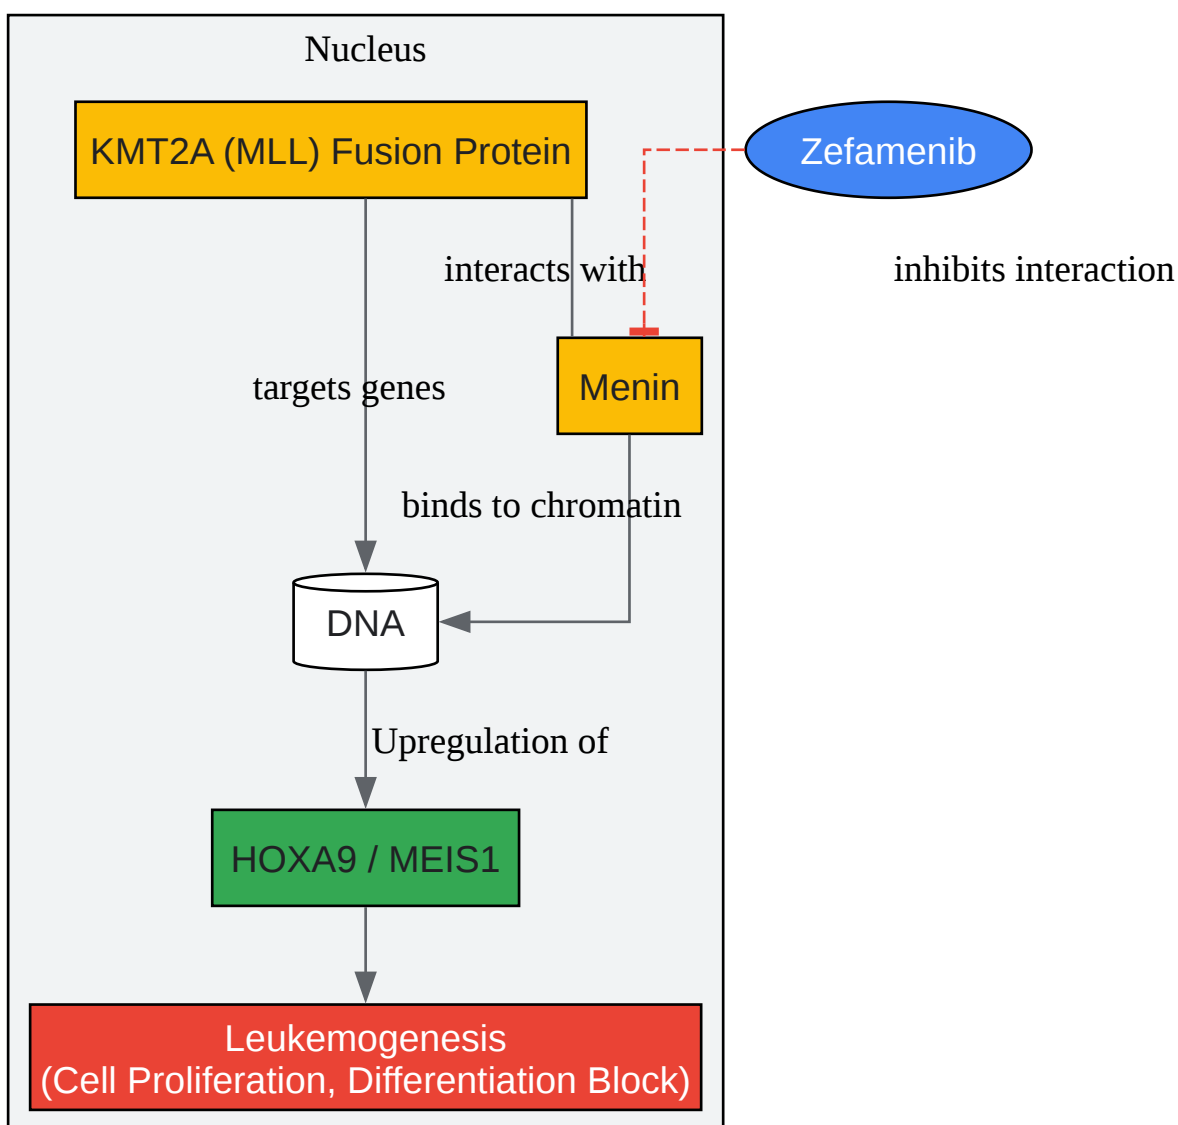 Nucleus
KMT2A (MLL) Fusion Protein
Zefamenib
interacts with
inhibits interaction
targets genes
Menin
binds to chromatin
DNA
Upregulation of
HOXA9 / MEIS1
Leukemogenesis
(Cell Proliferation, Differentiation Block)